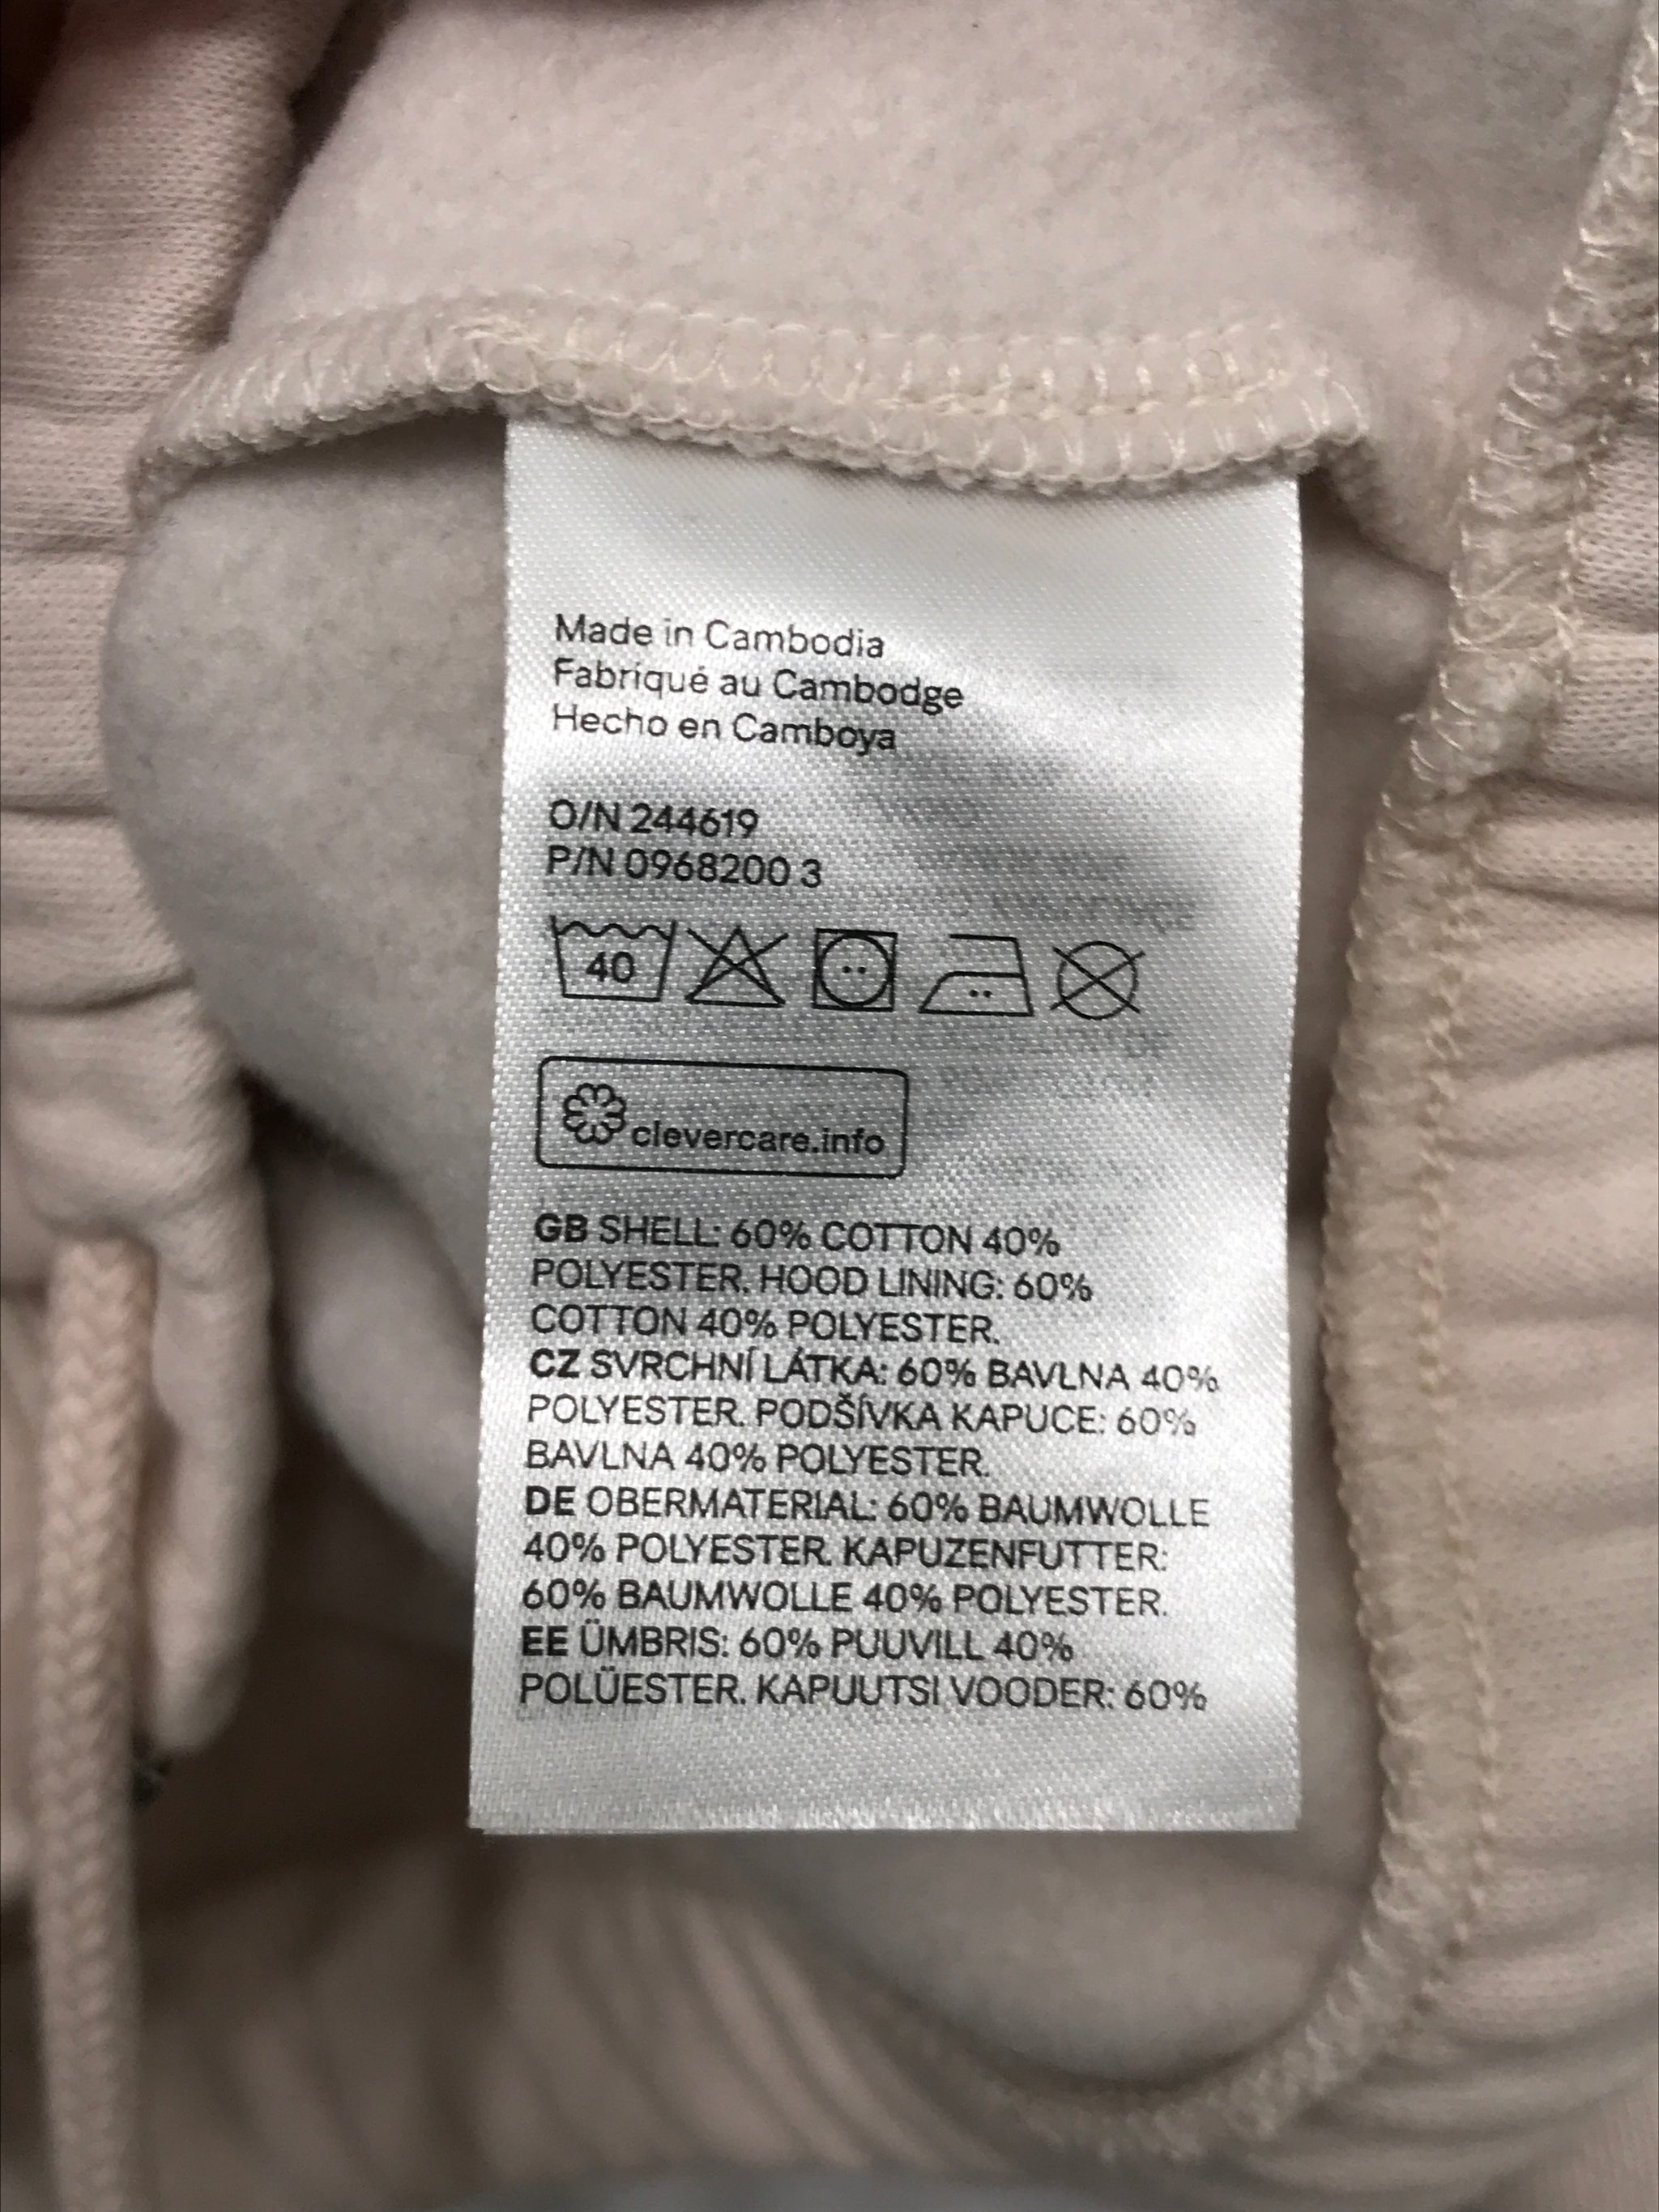 Made in Cambodia
Fabriqué au Cambodge
Hecho en Camboya
O/N 244619
P/N 0968200 3
40
clevercare.info
GB SHELL: 60% COTTON 40%
POLYESTER. HOOD LINING: 60%
COTTON 40% POLYESTER.
CZ SVRCHNÍ LÁTKA: 60% BAVLNA 40%
POLYESTER. PODŠÍVKA KAPUCE: 60%
BAVLNA 40% POLYESTER.
DE OBERMATERIAL: 60% BAUMWOLLE
40% POLYESTER. KAPUZENFUTTER:
60% BAUMWOLLE 40% POLYESTER.
EE ÜMBRIS: 60% PUUVILL 40%
POLÜESTER. KAPUUTSI VOODER: 60%